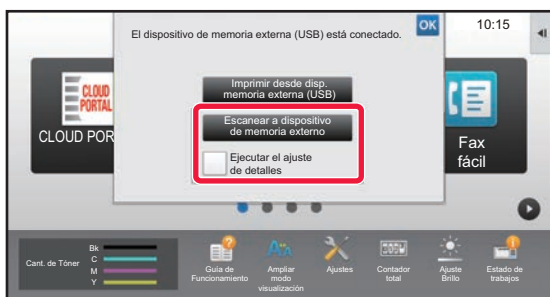 El dispositivo de memoria externa (USB) está conectado.
OK
10:15
Imprimir desde disp.
memoria externa (USB)
Escanear a dispositivo
de memoria externo
Ejecutar el ajuste
de detalles
CLOUD
PORTAL
CLOUD POR
Fax
fácil
Cant. de Tóner
Bk
C
M
Y
Guía de
Funcionamiento
Ampliar
modo
visualización
Ajustes
Contador
total
Ajuste
Brillo
Estado de
trabajos